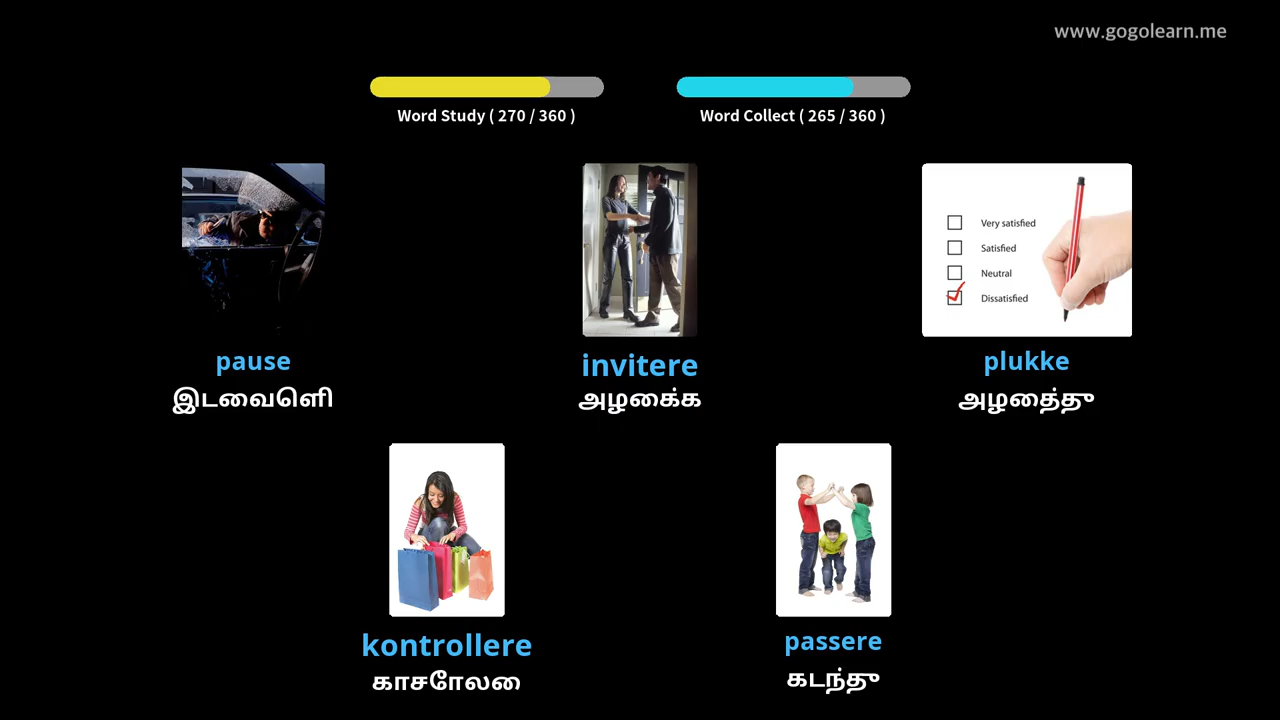 www.gogolearn.me
Word Study ( 270 / 360 )
Word Collect ( 265 / 360 )
Very satisfied
Satisfied
Neutral
Dissatisfied
pause
இடைவெளி
invitere
அழைக்க
plukke
அழைத்து
kontrollere
காசோலை
passere
கடந்து